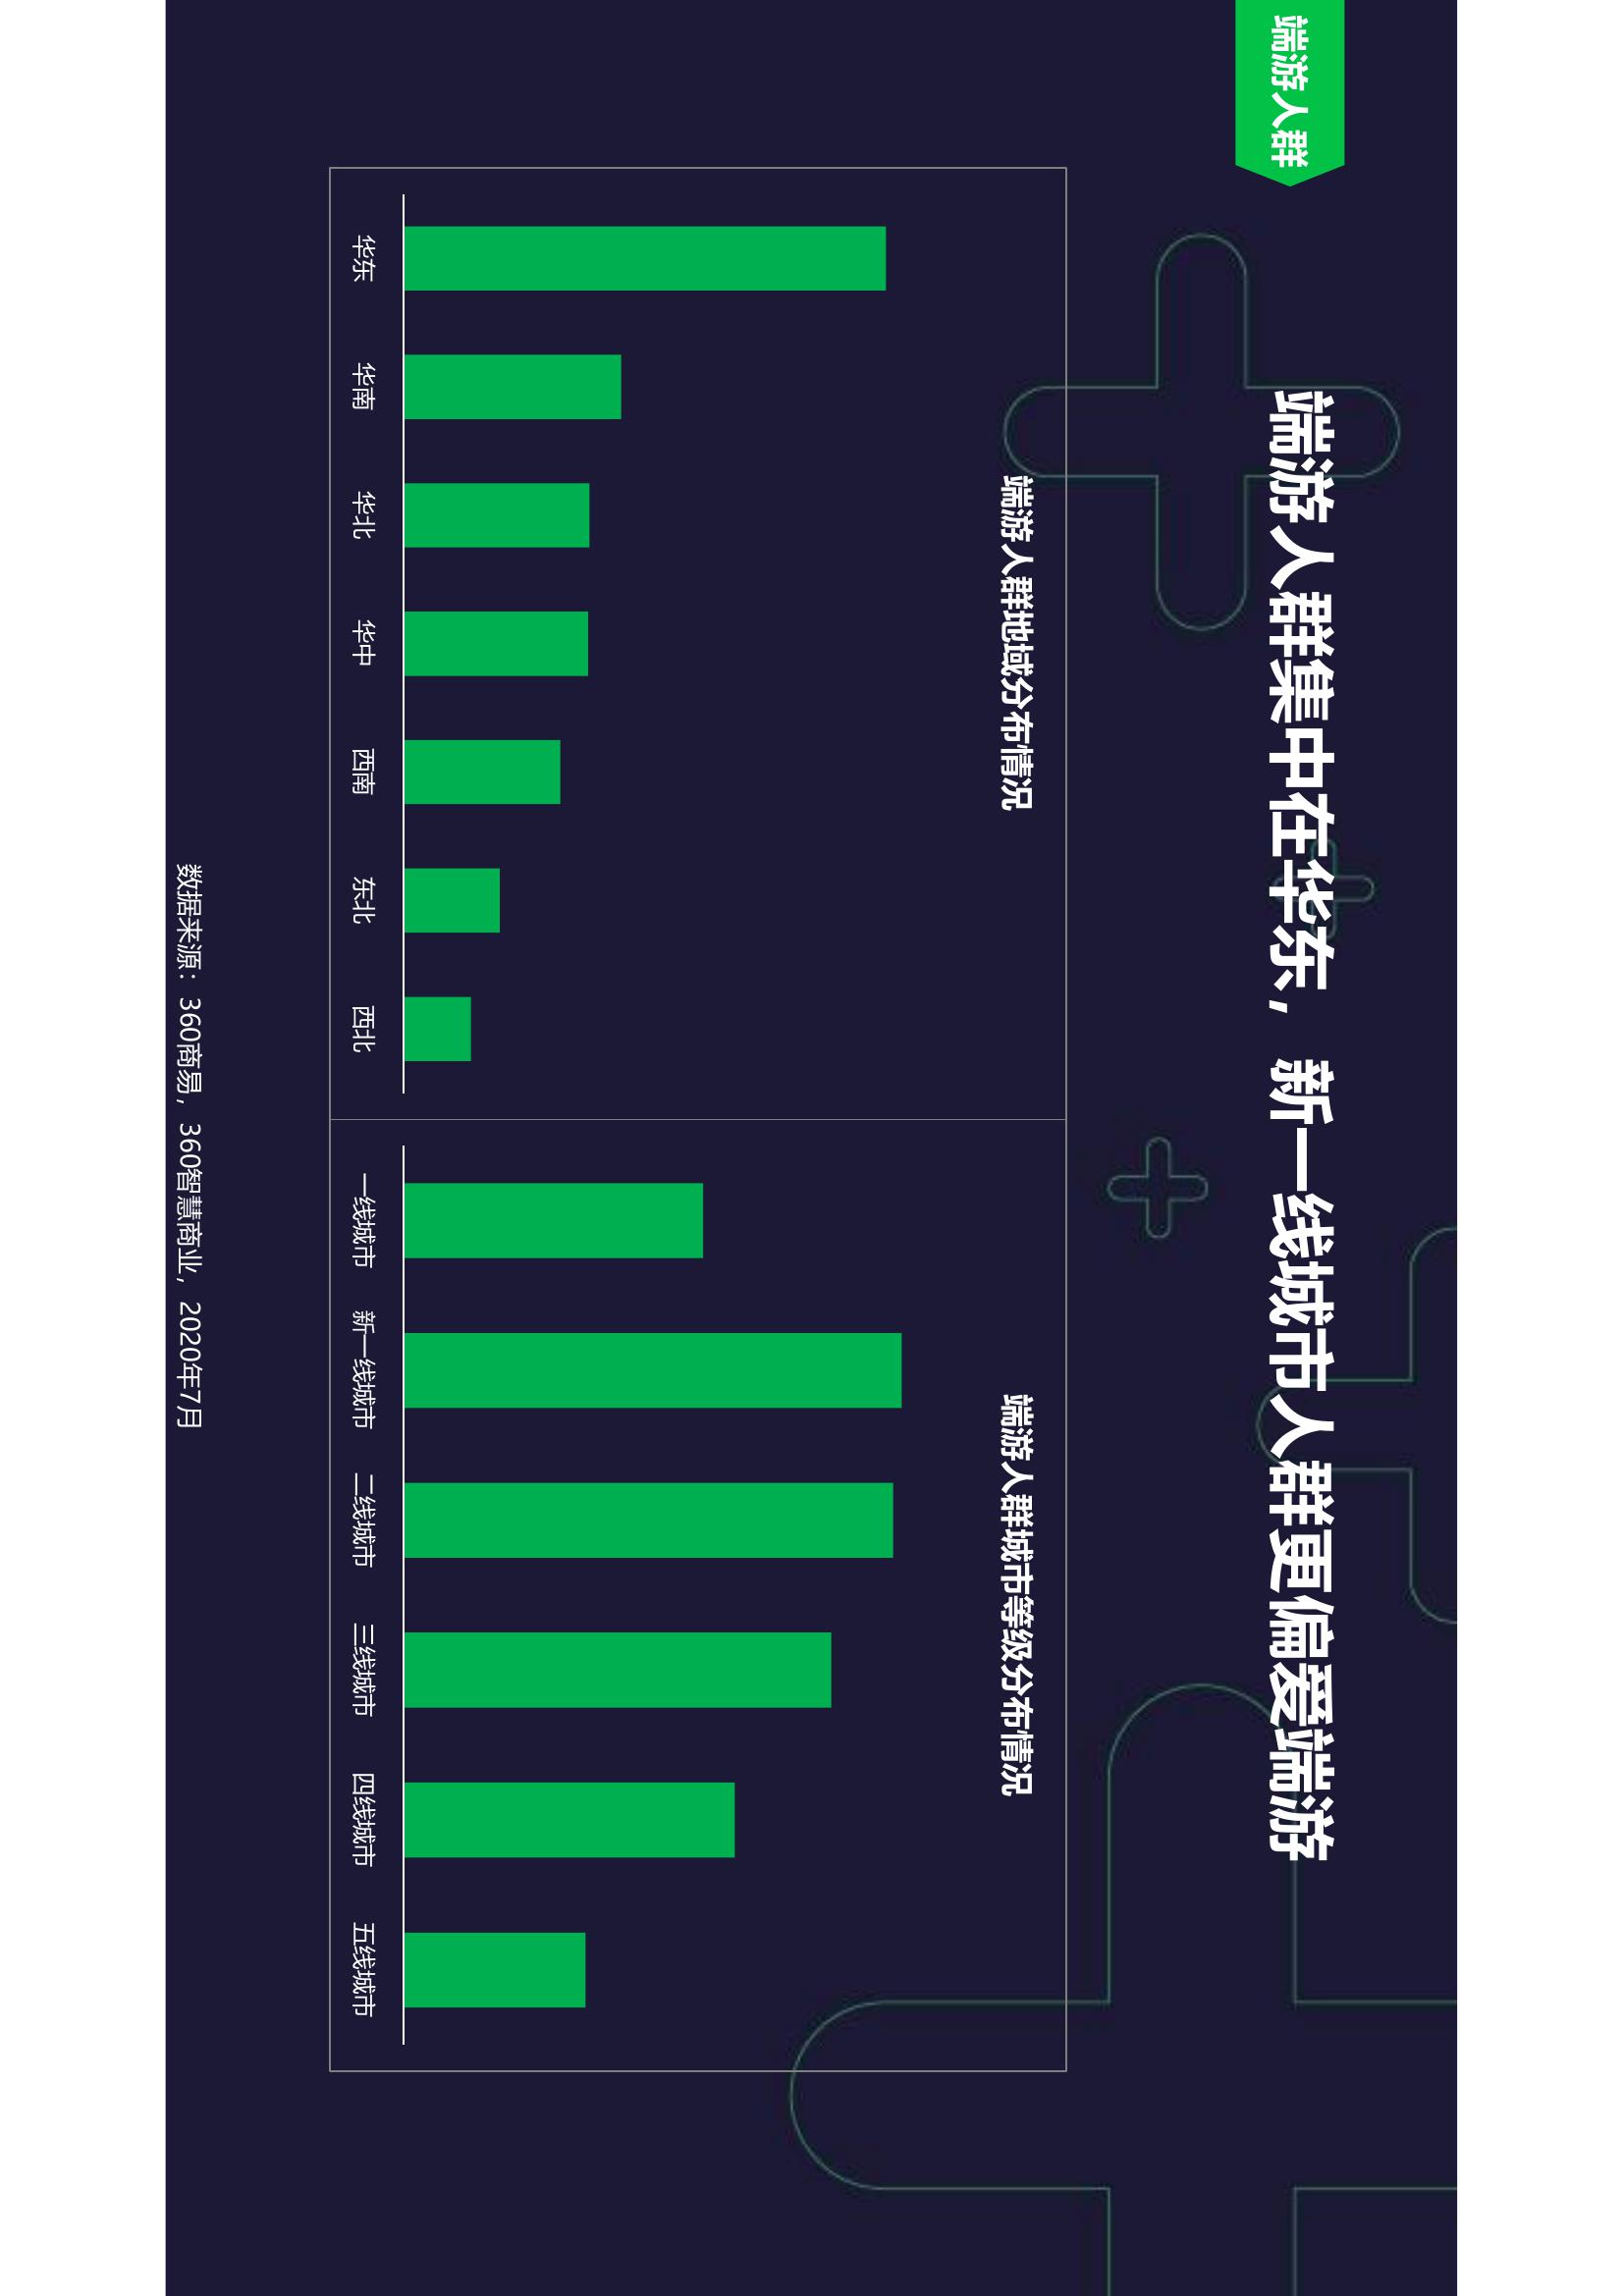 端游人群
端游人群集中在华东，新一线城市人群更偏爱端游
端游人群地域分布情况
华东
华南
华北
华中
西南
东北
西北
端游人群城市等级分布情况
一线城市
新一线城市
二线城市
三线城市
四线城市
五线城市
数据来源：360商易，360智慧商业，2020年7月